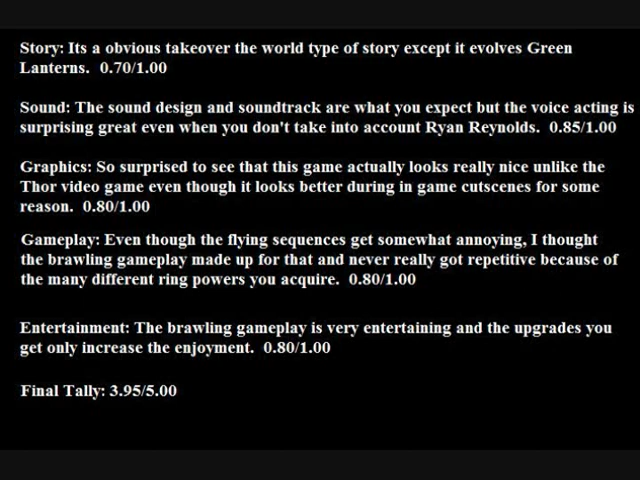 Story: Its a obvious takeover the world type of story except it evolves Green
Lanterns.  0.70/1.00
Sound: The sound design and soundtrack are what you expect but the voice acting is
surprising great even when you don't take into account Ryan Reynolds.  0.85/1.00
Graphics: So surprised to see that this game actually looks really nice unlike the
Thor video game even though it looks better during in game cutscenes for some
reason.  0.80/1.00
Gameplay: Even though the flying sequences get somewhat annoying, I thought
the brawling gameplay made up for that and never really got repetitive because of
the many different ring powers you acquire.  0.80/1.00
Entertainment: The brawling gameplay is very entertaining and the upgrades you
get only increase the enjoyment.  0.80/1.00
Final Tally: 3.95/5.00